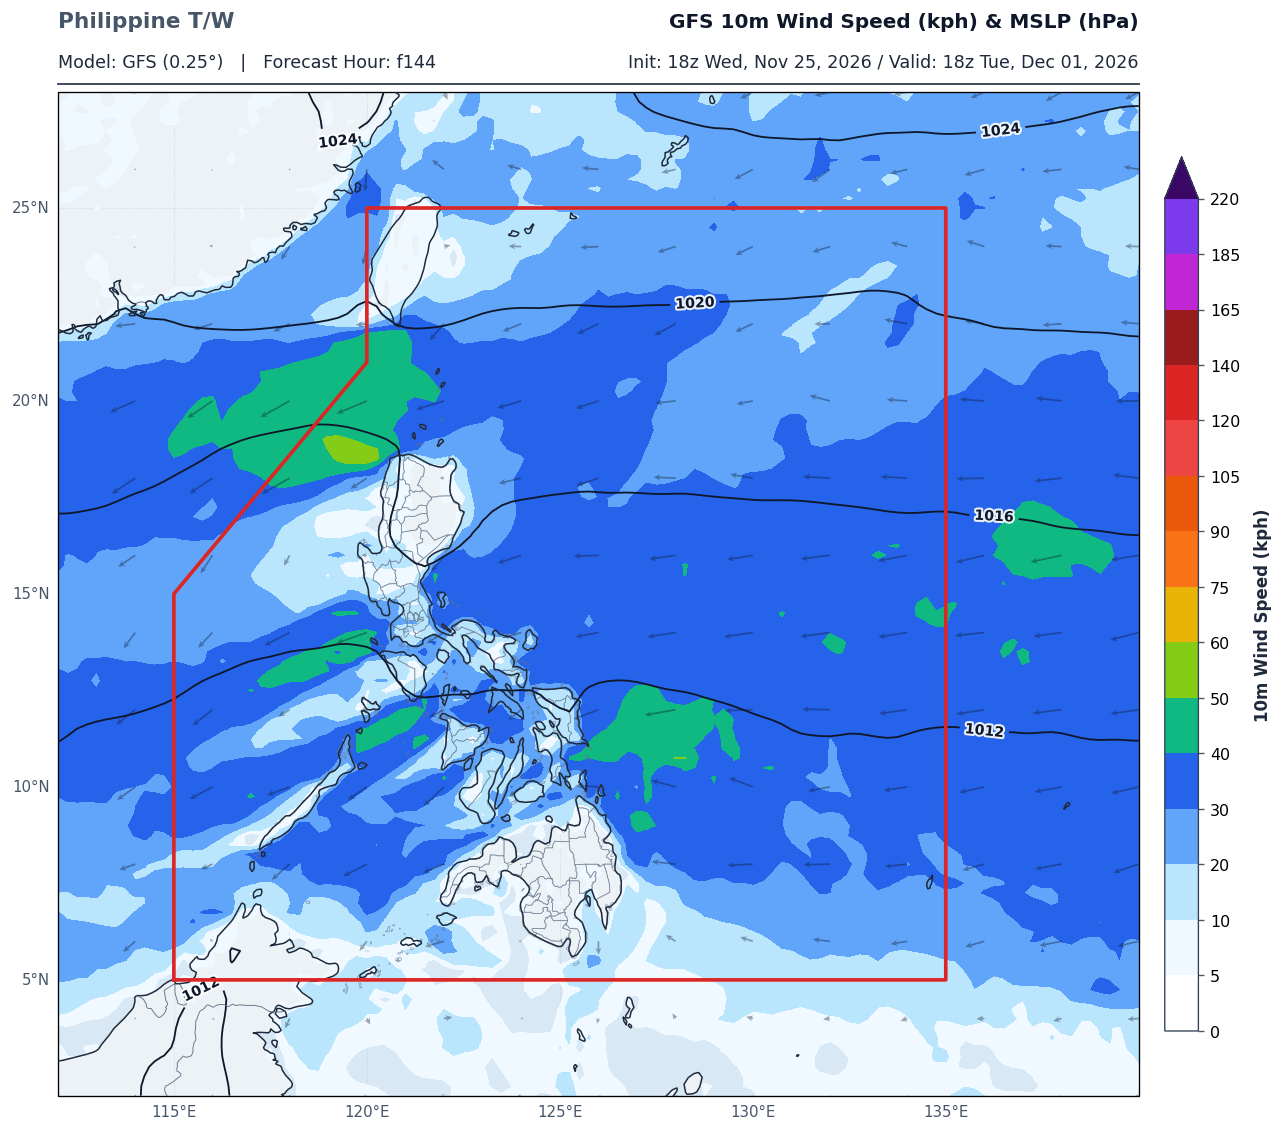 Philippine T/W
GFS 10m Wind Speed (kph) & MSLP (hPa)
Model: GFS (0.25°) | Forecast Hour: f144
Init: 18z Wed, Nov 25, 2026 / Valid: 18z Tue, Dec 01, 2026
1024
1024
25°N
1020
20°N
1016
15°N
1012
10°N
5°N
1012
115°E
120°E
125°E
130°E
135°E
220
185
165
140
120
105
90
75
60
50
40
30
20
10
5
0
10m Wind Speed (kph)